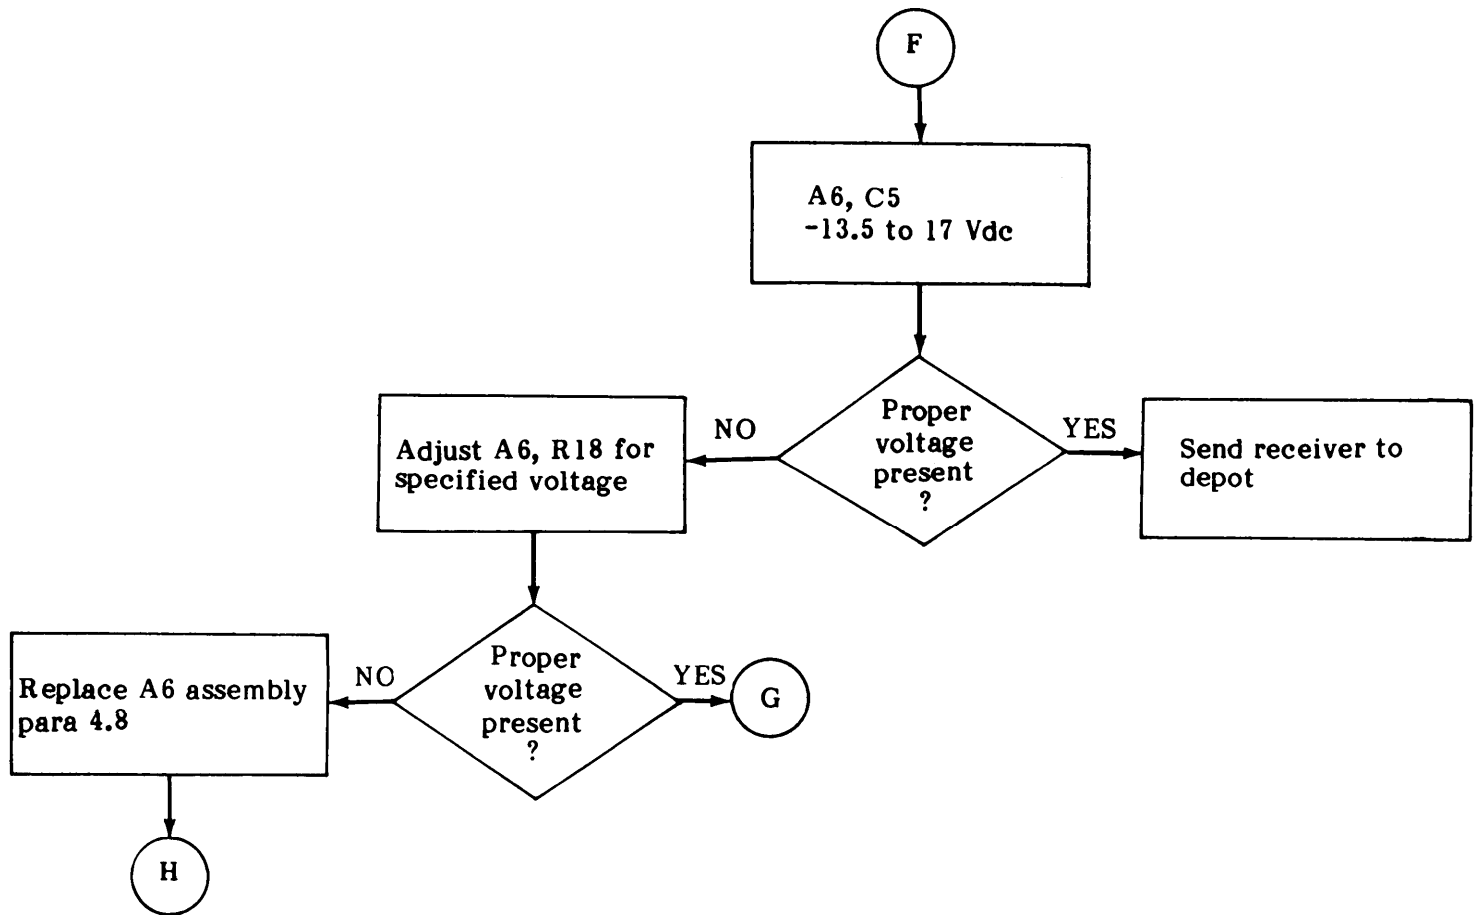 F
A6, C5
-13.5 to 17 Vdc
Proper
voltage
present
?
NO
YES
Adjust A6, R18 for
specified voltage
Send receiver to
depot
Proper
voltage
present
?
NO
YES
G
Replace A6 assembly
para 4.8
H